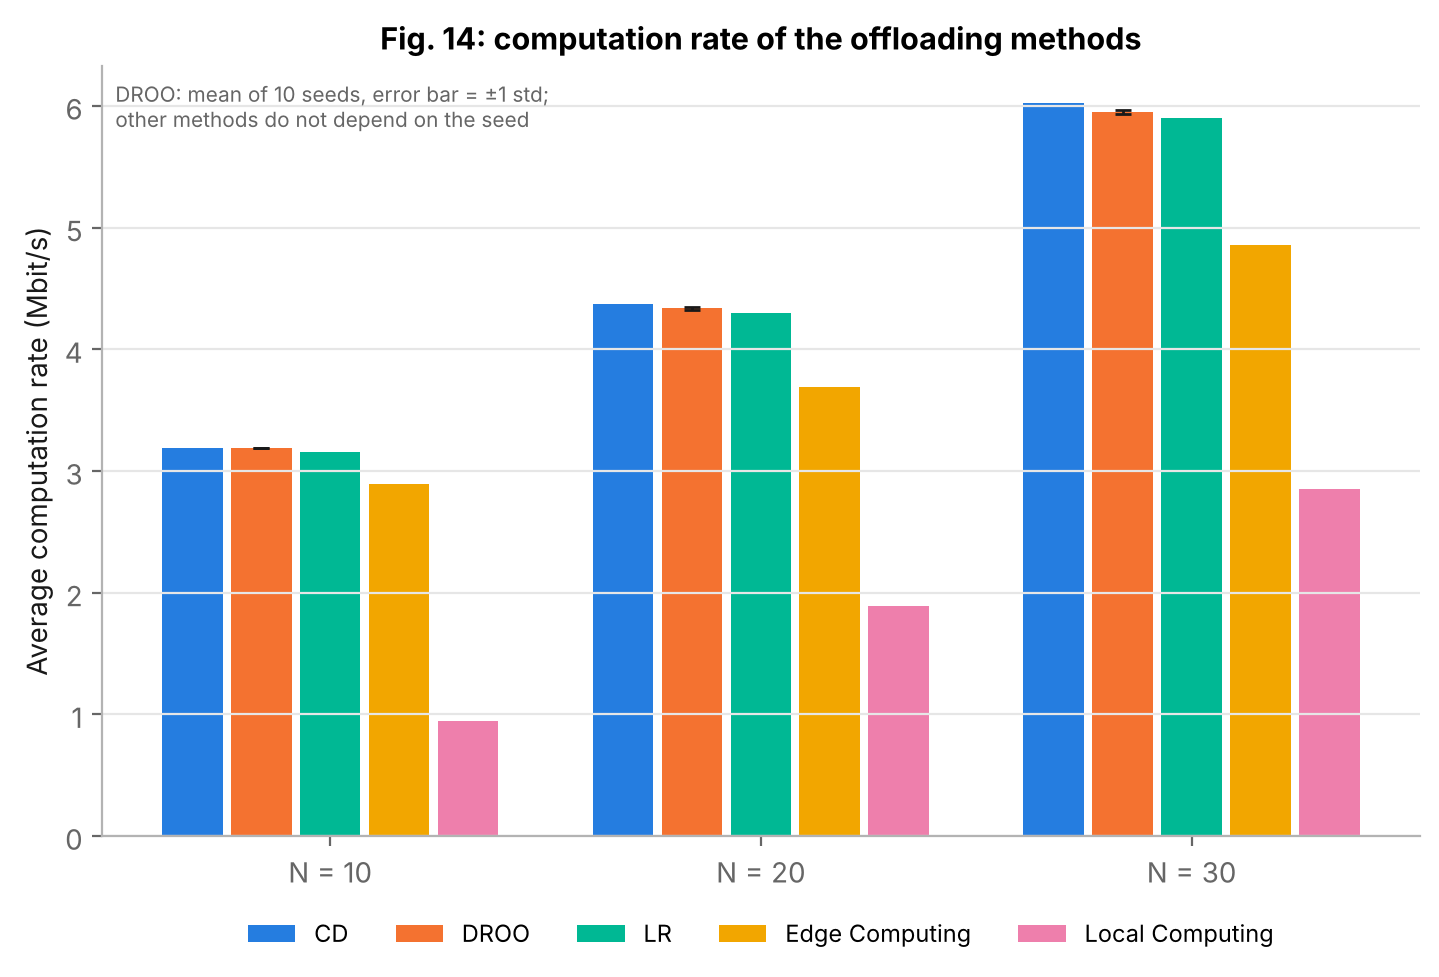 Fig. 14: computation rate of the offloading methods
DROO: mean of 10 seeds, error bar = ±1 std;
other methods do not depend on the seed
Average computation rate (Mbit/s)
6
5
4
3
2
1
0
N = 10
N = 20
N = 30
CD
DROO
LR
Edge Computing
Local Computing